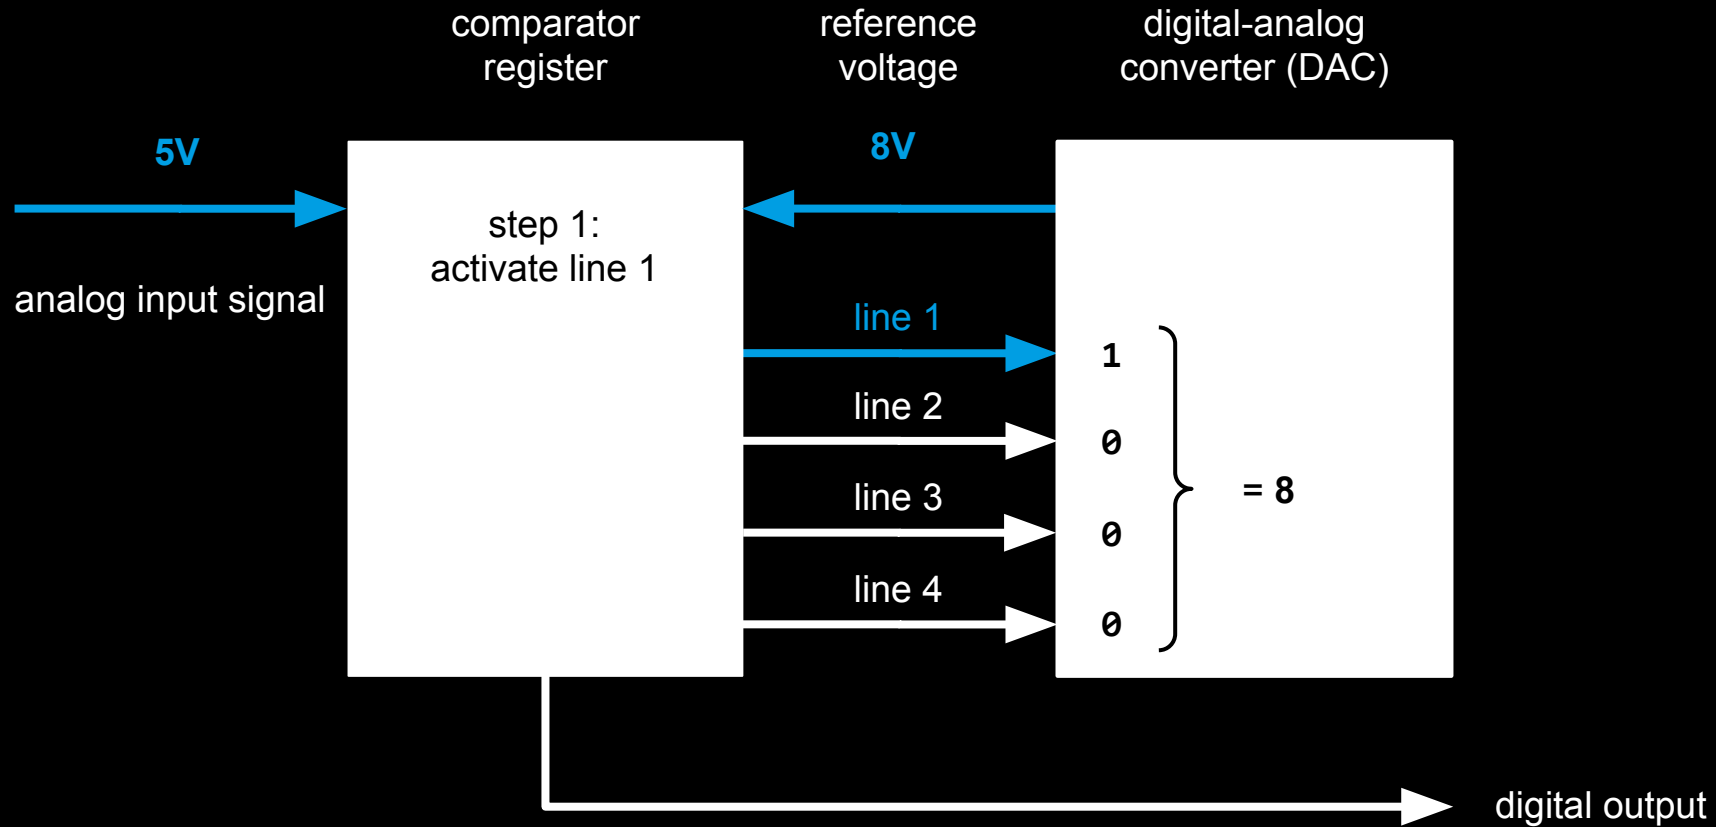 comparator
register
reference
voltage
digital-analog
converter (DAC)
5V
8V
step 1:
activate line 1
analog input signal
line 1
1
line 2
0
line 3
= 8
0
line 4
0
digital output